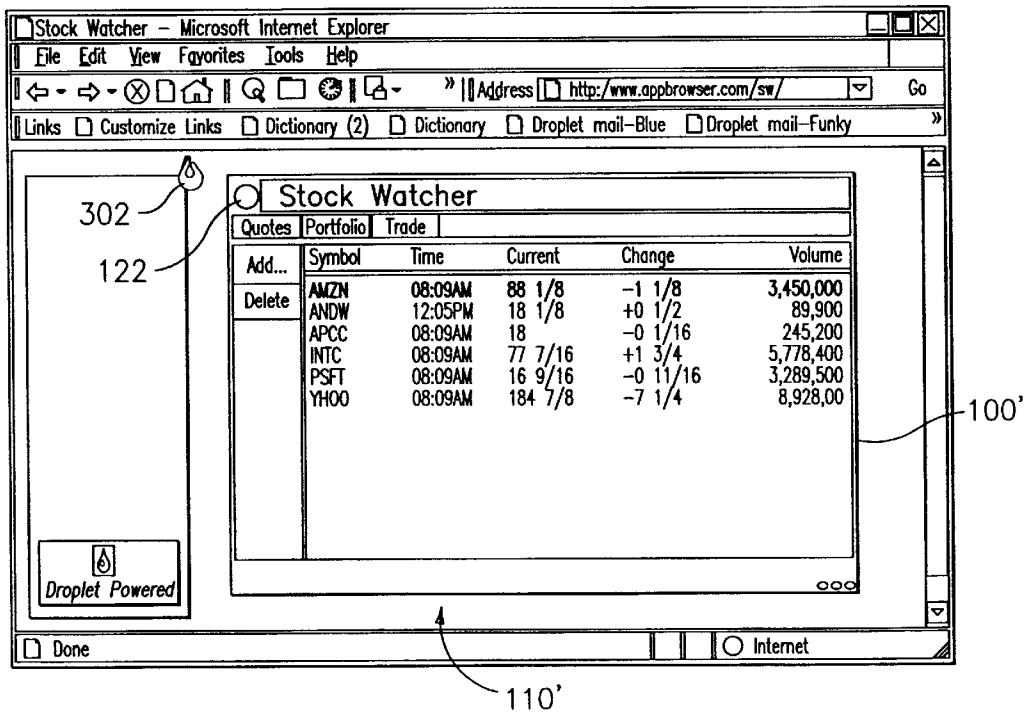 Stock Watcher – Microsoft Internet Explorer
File Edit View Favorites Tools Help
» Address http:/www.appbrowser.com/sw/ Go
Links Customize Links Dictionary (2) Dictionary Droplet mail–Blue Droplet mail–Funky »
302
122
Stock Watcher
Quotes Portfolio Trade
Add... Symbol Time Current Change Volume
Delete
AMZN 08:09AM 88 1/8 –1 1/8 3,450,000
ANDW 12:05PM 18 1/8 +0 1/2 89,900
APCC 08:09AM 18 –0 1/16 245,200
INTC 08:09AM 77 7/16 +1 3/4 5,778,400
PSFT 08:09AM 16 9/16 –0 11/16 3,289,500
YHOO 08:09AM 184 7/8 –7 1/4 8,928,00
100'
Droplet Powered
Done Internet
110'